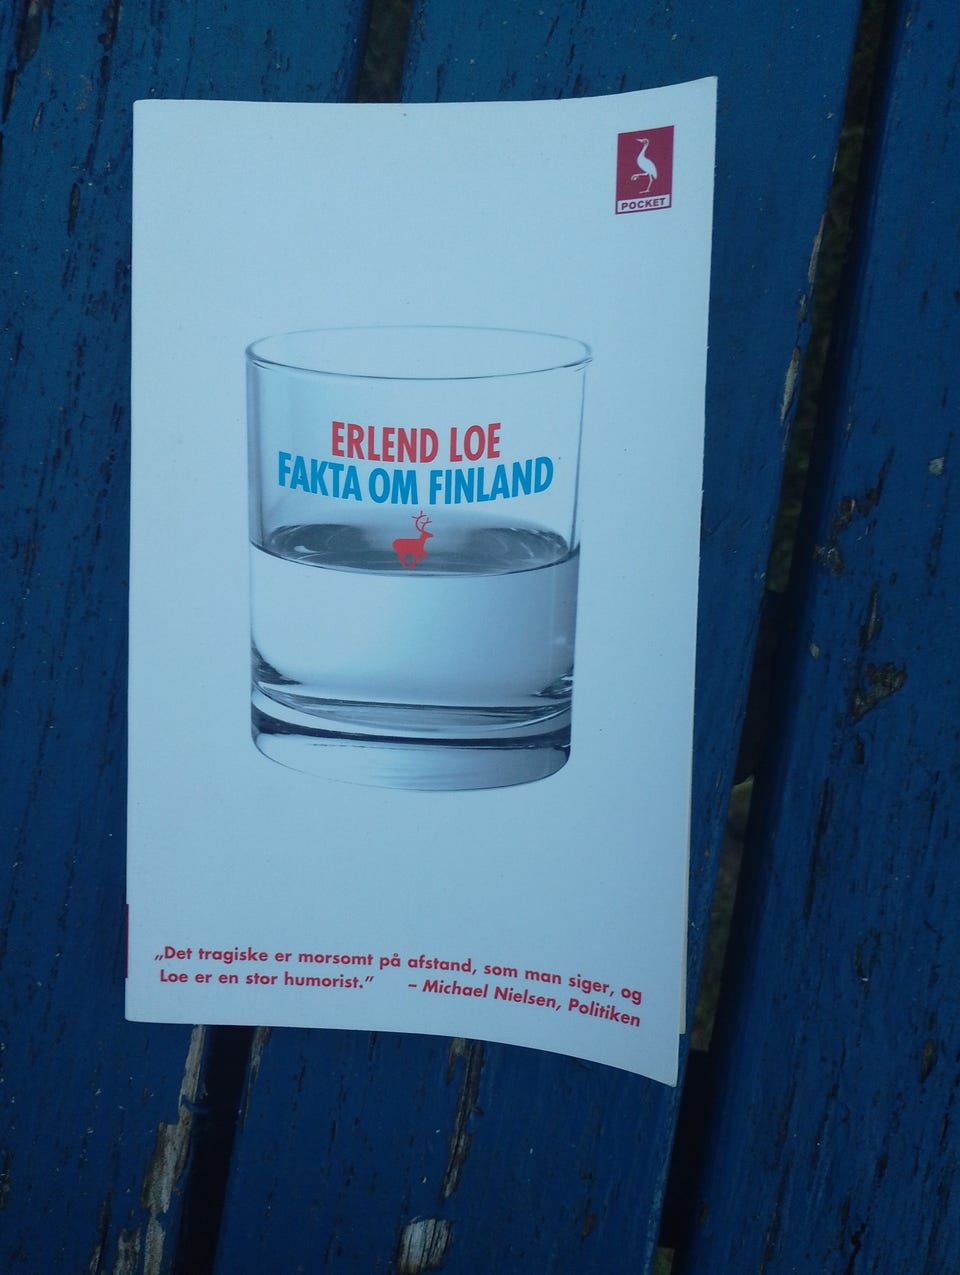 POCKET
ERLEND LOE
FAKTA OM FINLAND
„Det tragiske er morsomt på afstand, som man siger, og
Loe er en stor humorist.” – Michael Nielsen, Politiken